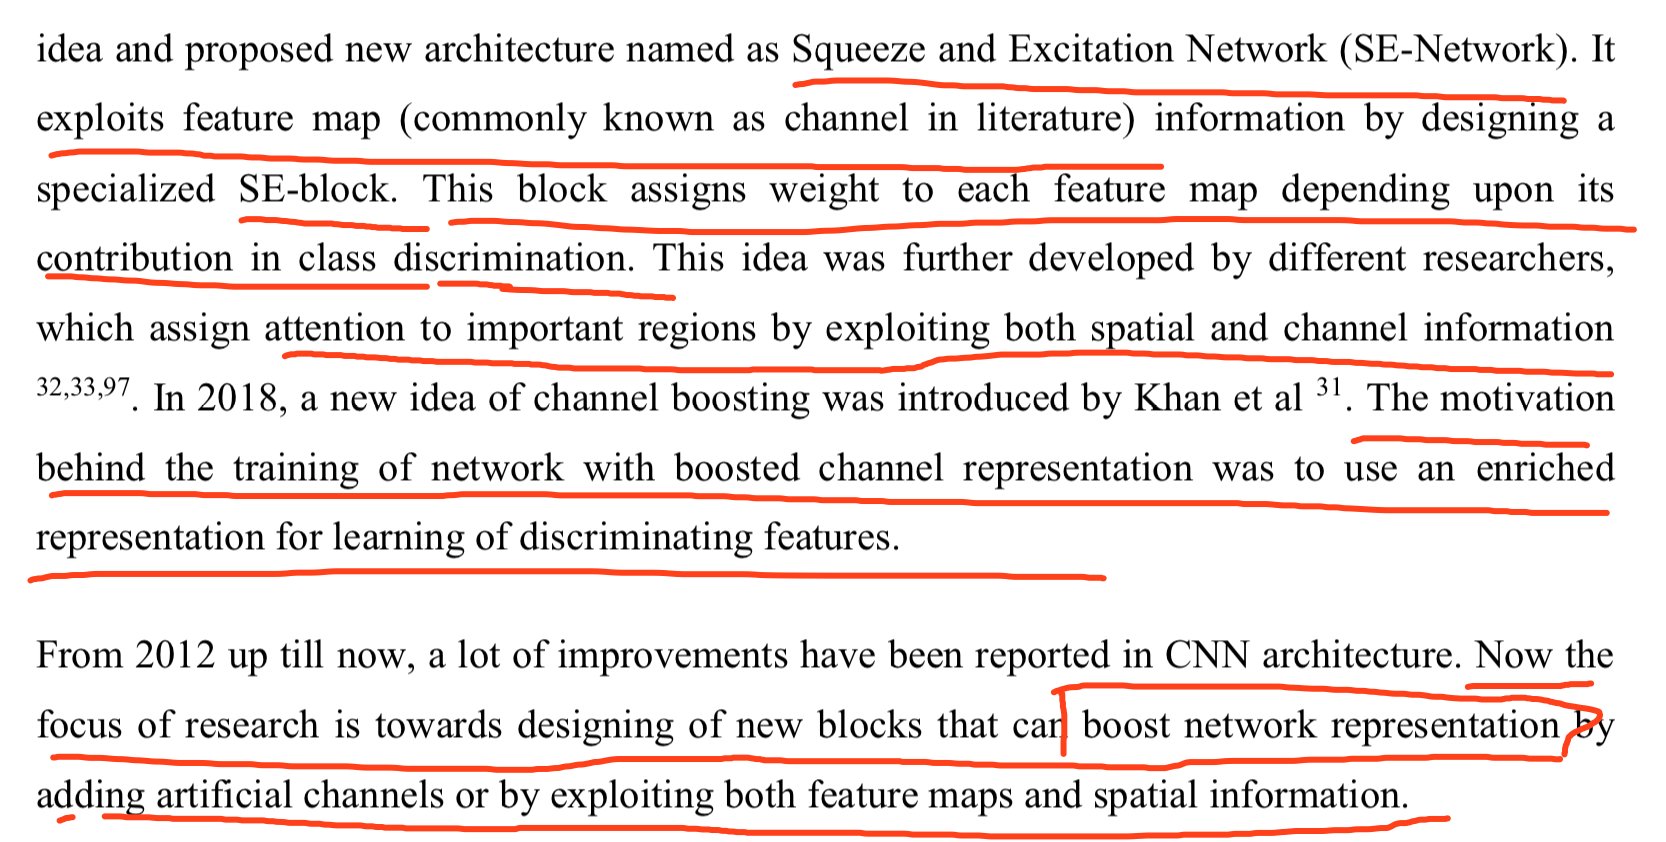 idea and proposed new architecture named as Squeeze and Excitation Network (SE-Network). It
exploits feature map (commonly known as channel in literature) information by designing a
specialized SE-block. This block assigns weight to each feature map depending upon its
contribution in class discrimination. This idea was further developed by different researchers,
which assign attention to important regions by exploiting both spatial and channel information
32,33,97. In 2018, a new idea of channel boosting was introduced by Khan et al 31. The motivation
behind the training of network with boosted channel representation was to use an enriched
representation for learning of discriminating features.
From 2012 up till now, a lot of improvements have been reported in CNN architecture. Now the
focus of research is towards designing of new blocks that can boost network representation by
adding artificial channels or by exploiting both feature maps and spatial information.